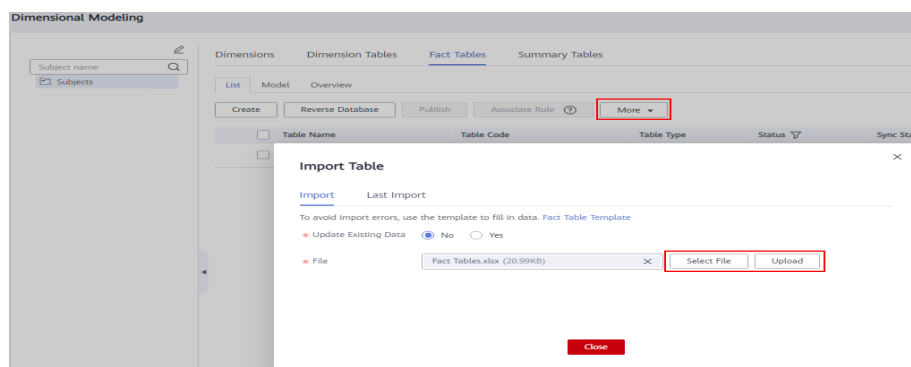 Dimensional Modeling
Dimensions Dimension Tables Fact Tables Summary Tables
Subject name
Subjects
List Model Overview
Create Reverse Database Publish Associate Rule ? More
Table Name Table Code Table Type Status Sync Sta
Import Table
Import Last Import
To avoid import errors, use the template to fill in data. Fact Table Template
* Update Existing Data No Yes
* File Fact Tables.xlsx (20.99KB) Select File Upload
Close